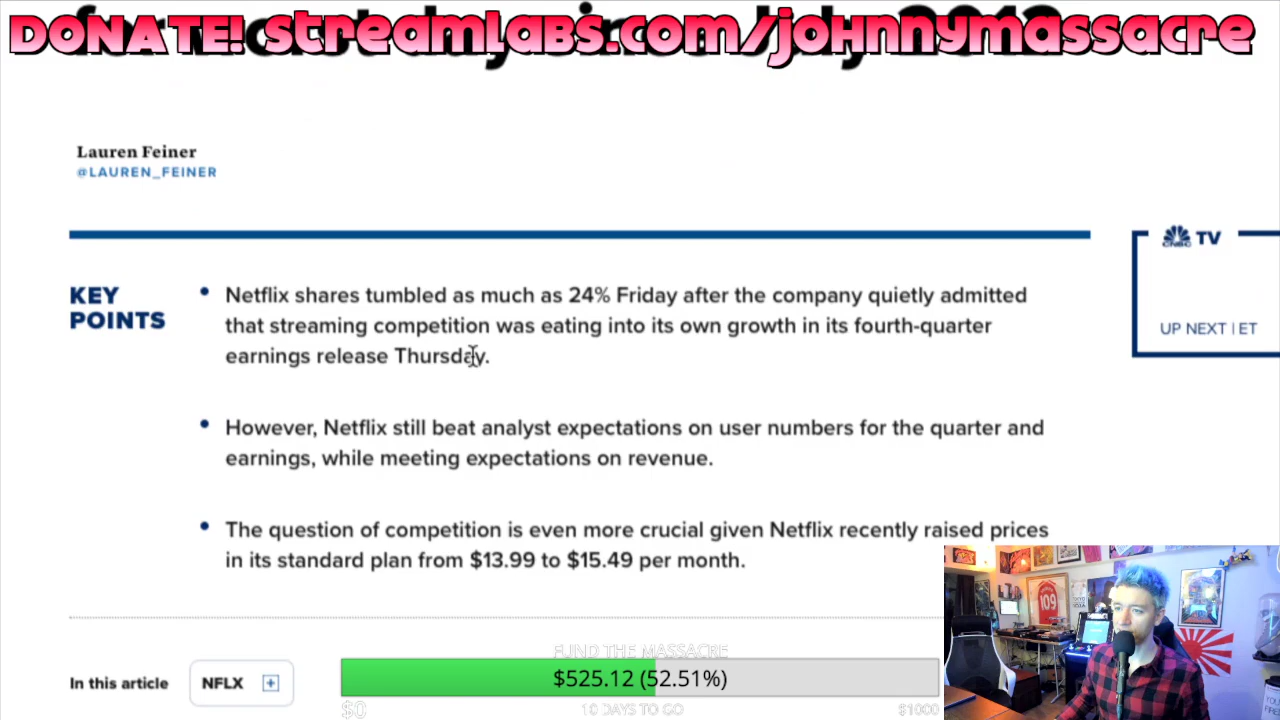 DONATE! streamlabs.com/johnnymassacre
July 2012
Lauren Feiner
@LAUREN_FEINER
CNBC TV
UP NEXT | ET
KEY
POINTS
• Netflix shares tumbled as much as 24% Friday after the company quietly admitted
that streaming competition was eating into its own growth in its fourth-quarter
earnings release Thursday.
• However, Netflix still beat analyst expectations on user numbers for the quarter and
earnings, while meeting expectations on revenue.
• The question of competition is even more crucial given Netflix recently raised prices
in its standard plan from $13.99 to $15.49 per month.
109
FUND THE MASSACRE
In this article
NFLX +
$525.12 (52.51%)
$0
10 DAYS TO GO
$1000